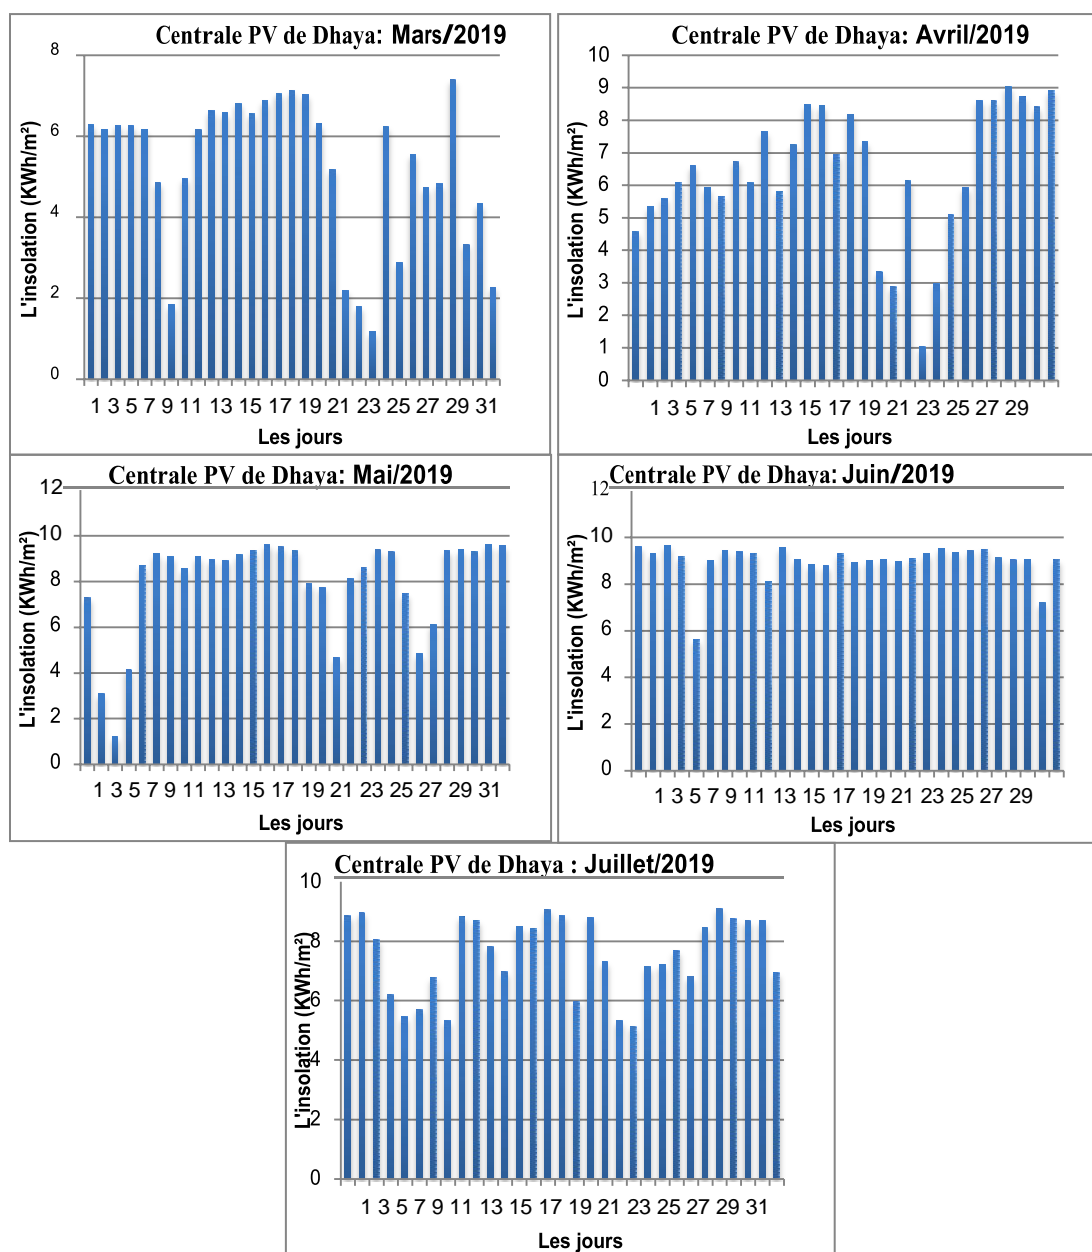 Centrale PV de Dhaya: Mars/2019
8
6
4
2
0
L'insolation (KWh/m²)
1 3 5 7 9 11 13 15 17 19 21 23 25 27 29 31
Les jours
Centrale PV de Dhaya: Avril/2019
10
9
8
7
6
5
4
3
2
1
0
L'insolation (KWh/m²)
1 3 5 7 9 11 13 15 17 19 21 23 25 27 29
Les jours
Centrale PV de Dhaya: Mai/2019
12
10
8
6
4
2
0
L'insolation (KWh/m²)
1 3 5 7 9 11 13 15 17 19 21 23 25 27 29 31
Les jours
Centrale PV de Dhaya: Juin/2019
12
10
8
6
4
2
0
L'insolation (KWh/m²)
1 3 5 7 9 11 13 15 17 19 21 23 25 27 29
Les jours
Centrale PV de Dhaya : Juillet/2019
10
8
6
4
2
0
L'insolation (KWh/m²)
1 3 5 7 9 11 13 15 17 19 21 23 25 27 29 31
Les jours